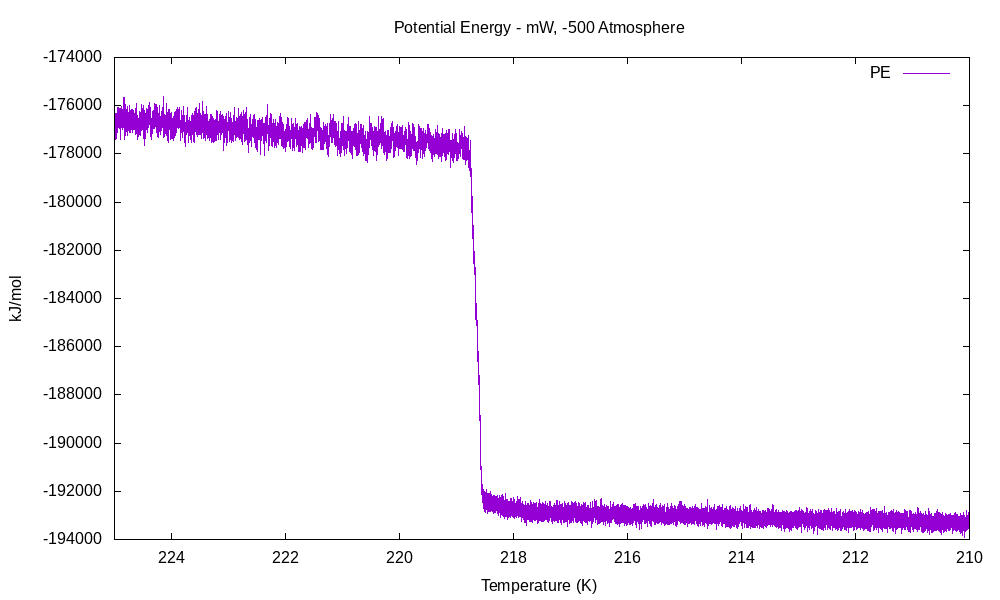 Potential Energy - mW, -500 Atmosphere
PE
-174000
-176000
-178000
-180000
-182000
-184000
-186000
-188000
-190000
-192000
-194000
kJ/mol
224 222 220 218 216 214 212 210
Temperature (K)